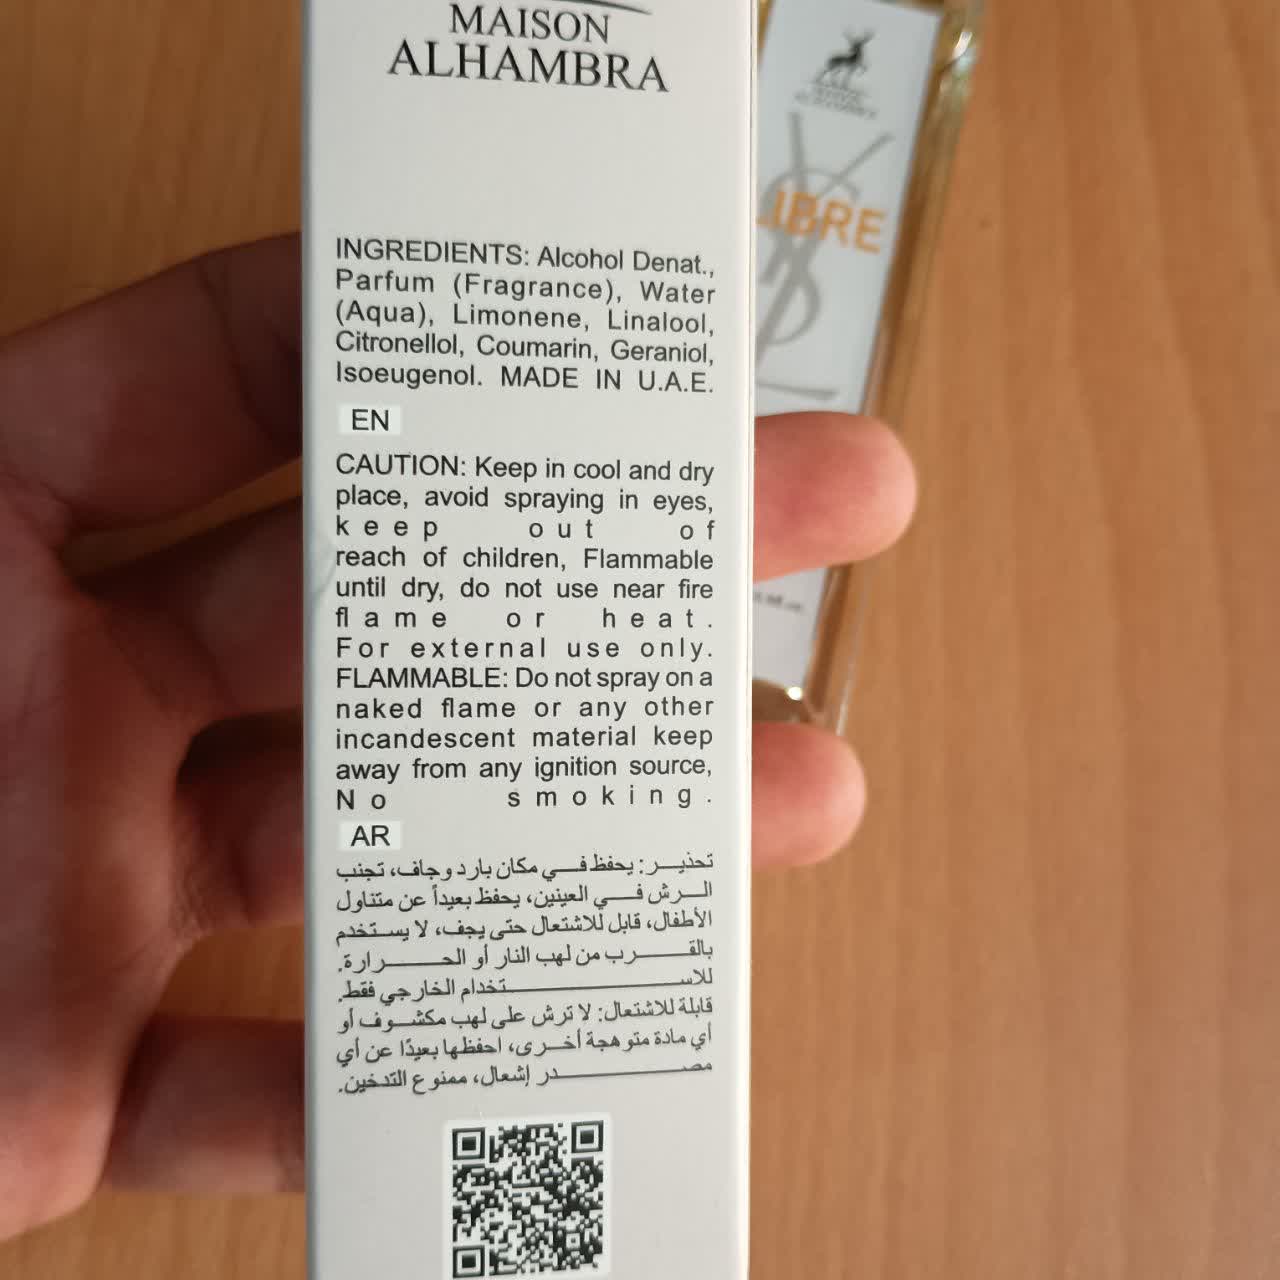 MAISON
ALHAMBRA
INGREDIENTS: Alcohol Denat.,
Parfum (Fragrance), Water
(Aqua), Limonene, Linalool,
Citronellol, Coumarin, Geraniol,
Isoeugenol. MADE IN U.A.E.
EN
CAUTION: Keep in cool and dry
place, avoid spraying in eyes,
keep out of
reach of children, Flammable
until dry, do not use near fire
flame or heat.
For external use only.
FLAMMABLE: Do not spray on a
naked flame or any other
incandescent material keep
away from any ignition source,
No smoking.
AR
تحذير: يحفظ في مكان بارد وجاف، تجنب
الرش في العينين، يحفظ بعيداً عن متناول
الأطفال، قابل للاشتعال حتى يجف، لا يستخدم
بالقرب من لهب النار أو الحرارة.
للاستخدام الخارجي فقط.
قابلة للاشتعال: لا ترش على لهب مكشوف أو
أي مادة متوهجة أخرى، احفظها بعيدًا عن أي
مصدر إشعال، ممنوع التدخين.
LIBRE